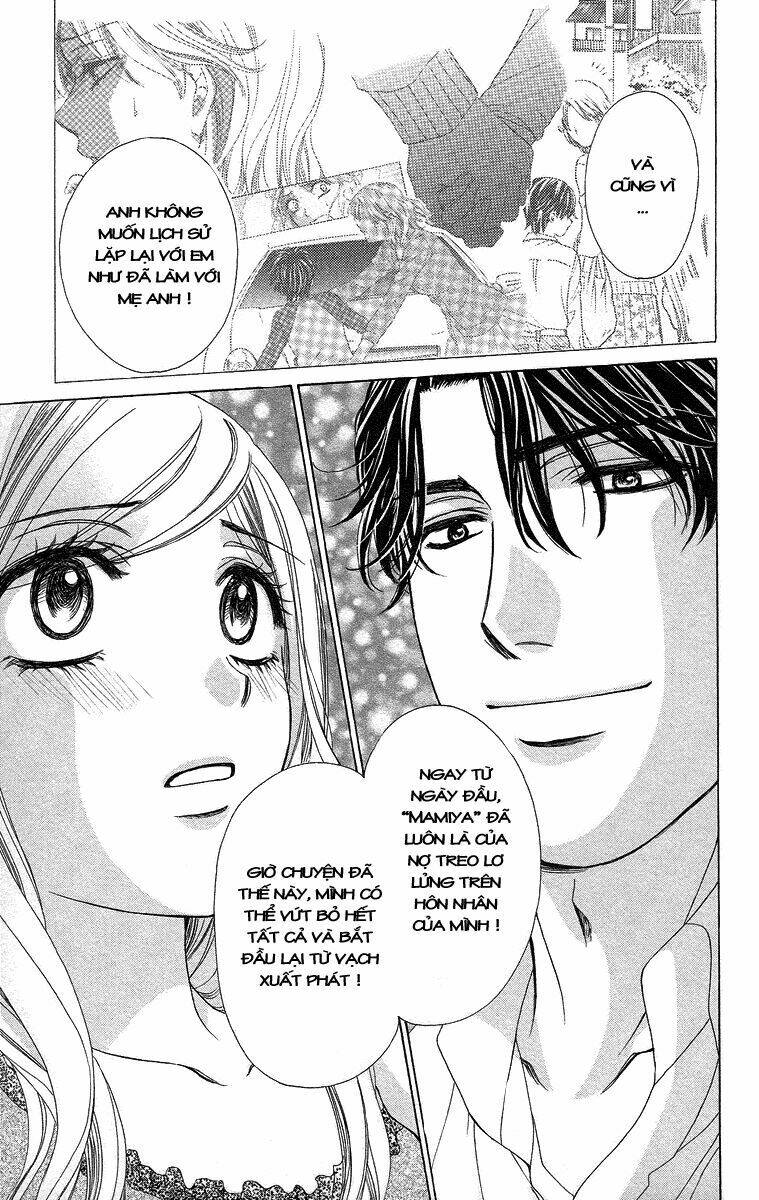 VÀ
CŨNG VÌ
...
ANH KHÔNG
MUỐN LỊCH SỬ
LẶP LẠI VỚI EM
NHƯ ĐÃ LÀM VỚI
MẸ ANH !
NGAY TỪ
NGÀY ĐẦU,
“MAMIYA” ĐÃ
LUÔN LÀ CỦA
NỢ TREO LƠ
LỬNG TRÊN
HÔN NHÂN
CỦA MÌNH !
GIỜ CHUYỆN ĐÃ
THẾ NÀY, MÌNH CÓ
THỂ VỨT BỎ HẾT
TẤT CẢ VÀ BẮT
ĐẦU LẠI TỪ VẠCH
XUẤT PHÁT !